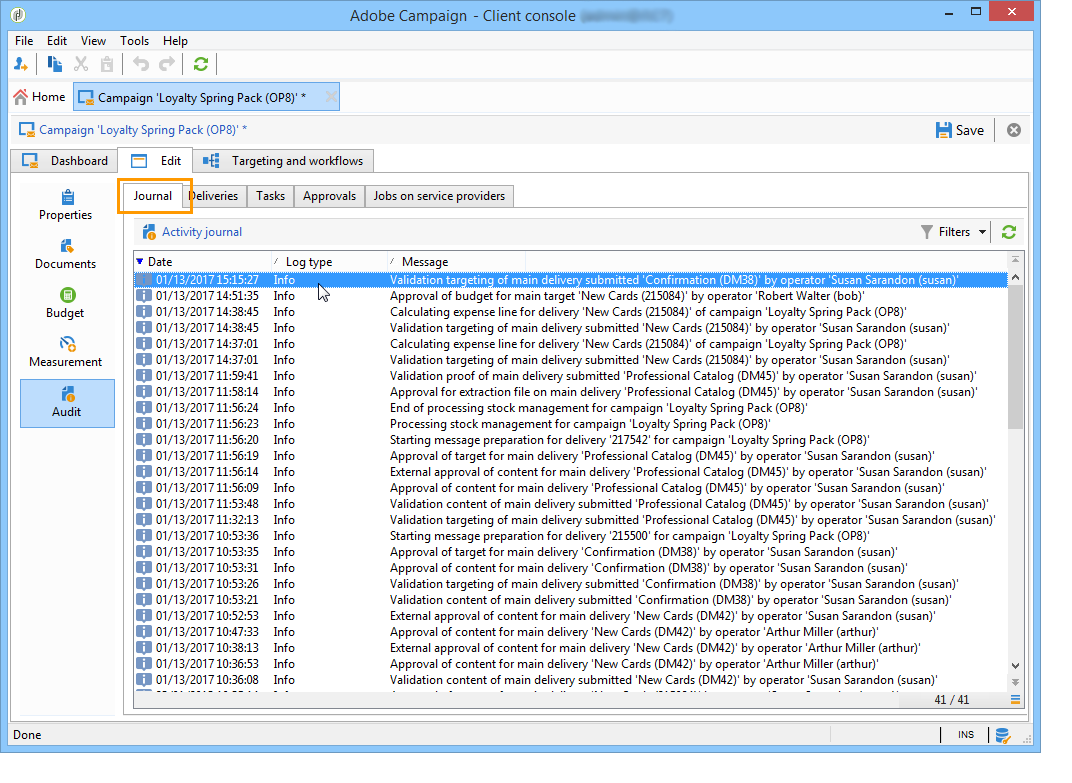 Adobe Campaign - Client console
File Edit View Tools Help
Home Campaign 'Loyalty Spring Pack (OP8)' *
Campaign 'Loyalty Spring Pack (OP8)' * Save
Dashboard Edit Targeting and workflows
Properties
Documents
Budget
Measurement
Audit
Journal Deliveries Tasks Approvals Jobs on service providers
Activity journal Filters
Date Log type Message
01/13/2017 15:15:27 Info Validation targeting of main delivery submitted 'Confirmation (DM38)' by operator 'Susan Sarandon (susan)'
01/13/2017 14:51:35 Info Approval of budget for main target 'New Cards (215084)' by operator 'Robert Walter (bob)'
01/13/2017 14:38:45 Info Calculating expense line for delivery 'New Cards (215084)' of campaign 'Loyalty Spring Pack (OP8)'
01/13/2017 14:38:45 Info Validation targeting of main delivery submitted 'New Cards (215084)' by operator 'Susan Sarandon (susan)'
01/13/2017 14:37:01 Info Calculating expense line for delivery 'New Cards (215084)' of campaign 'Loyalty Spring Pack (OP8)'
01/13/2017 14:37:01 Info Validation targeting of main delivery submitted 'New Cards (215084)' by operator 'Susan Sarandon (susan)'
01/13/2017 11:59:41 Info Validation proof of main delivery submitted 'Professional Catalog (DM45)' by operator 'Susan Sarandon (susan)'
01/13/2017 11:58:14 Info Approval for extraction file on main delivery 'Professional Catalog (DM45)' by operator 'Susan Sarandon (susan)'
01/13/2017 11:56:24 Info End of processing stock management for campaign 'Loyalty Spring Pack (OP8)'
01/13/2017 11:56:23 Info Processing stock management for campaign 'Loyalty Spring Pack (OP8)'
01/13/2017 11:56:20 Info Starting message preparation for delivery '217542' for campaign 'Loyalty Spring Pack (OP8)'
01/13/2017 11:56:19 Info Approval of target for main delivery 'Professional Catalog (DM45)' by operator 'Susan Sarandon (susan)'
01/13/2017 11:56:14 Info External approval of content for main delivery 'Professional Catalog (DM45)' by operator 'Susan Sarandon (susan)'
01/13/2017 11:56:09 Info Approval of content for main delivery 'Professional Catalog (DM45)' by operator 'Susan Sarandon (susan)'
01/13/2017 11:53:48 Info Validation content of main delivery submitted 'Professional Catalog (DM45)' by operator 'Susan Sarandon (susan)'
01/13/2017 11:32:13 Info Validation targeting of main delivery submitted 'Professional Catalog (DM45)' by operator 'Susan Sarandon (susan)'
01/13/2017 10:53:36 Info Starting message preparation for delivery '215500' for campaign 'Loyalty Spring Pack (OP8)'
01/13/2017 10:53:35 Info Approval of target for main delivery 'Confirmation (DM38)' by operator 'Susan Sarandon (susan)'
01/13/2017 10:53:31 Info Approval of content for main delivery 'Confirmation (DM38)' by operator 'Susan Sarandon (susan)'
01/13/2017 10:53:26 Info Validation targeting of main delivery submitted 'Confirmation (DM38)' by operator 'Susan Sarandon (susan)'
01/13/2017 10:53:21 Info Validation content of main delivery submitted 'Confirmation (DM38)' by operator 'Susan Sarandon (susan)'
01/13/2017 10:52:53 Info External approval of content for main delivery 'New Cards (DM42)' by operator 'Susan Sarandon (susan)'
01/13/2017 10:47:33 Info Approval of content for main delivery 'New Cards (DM42)' by operator 'Arthur Miller (arthur)'
01/13/2017 10:38:13 Info External approval of content for main delivery 'New Cards (DM42)' by operator 'Arthur Miller (arthur)'
01/13/2017 10:36:53 Info Approval of content for main delivery 'New Cards (DM42)' by operator 'Arthur Miller (arthur)'
01/13/2017 10:36:08 Info Validation content of main delivery submitted 'New Cards (DM42)' by operator 'Susan Sarandon (susan)'
41 / 41
Done INS